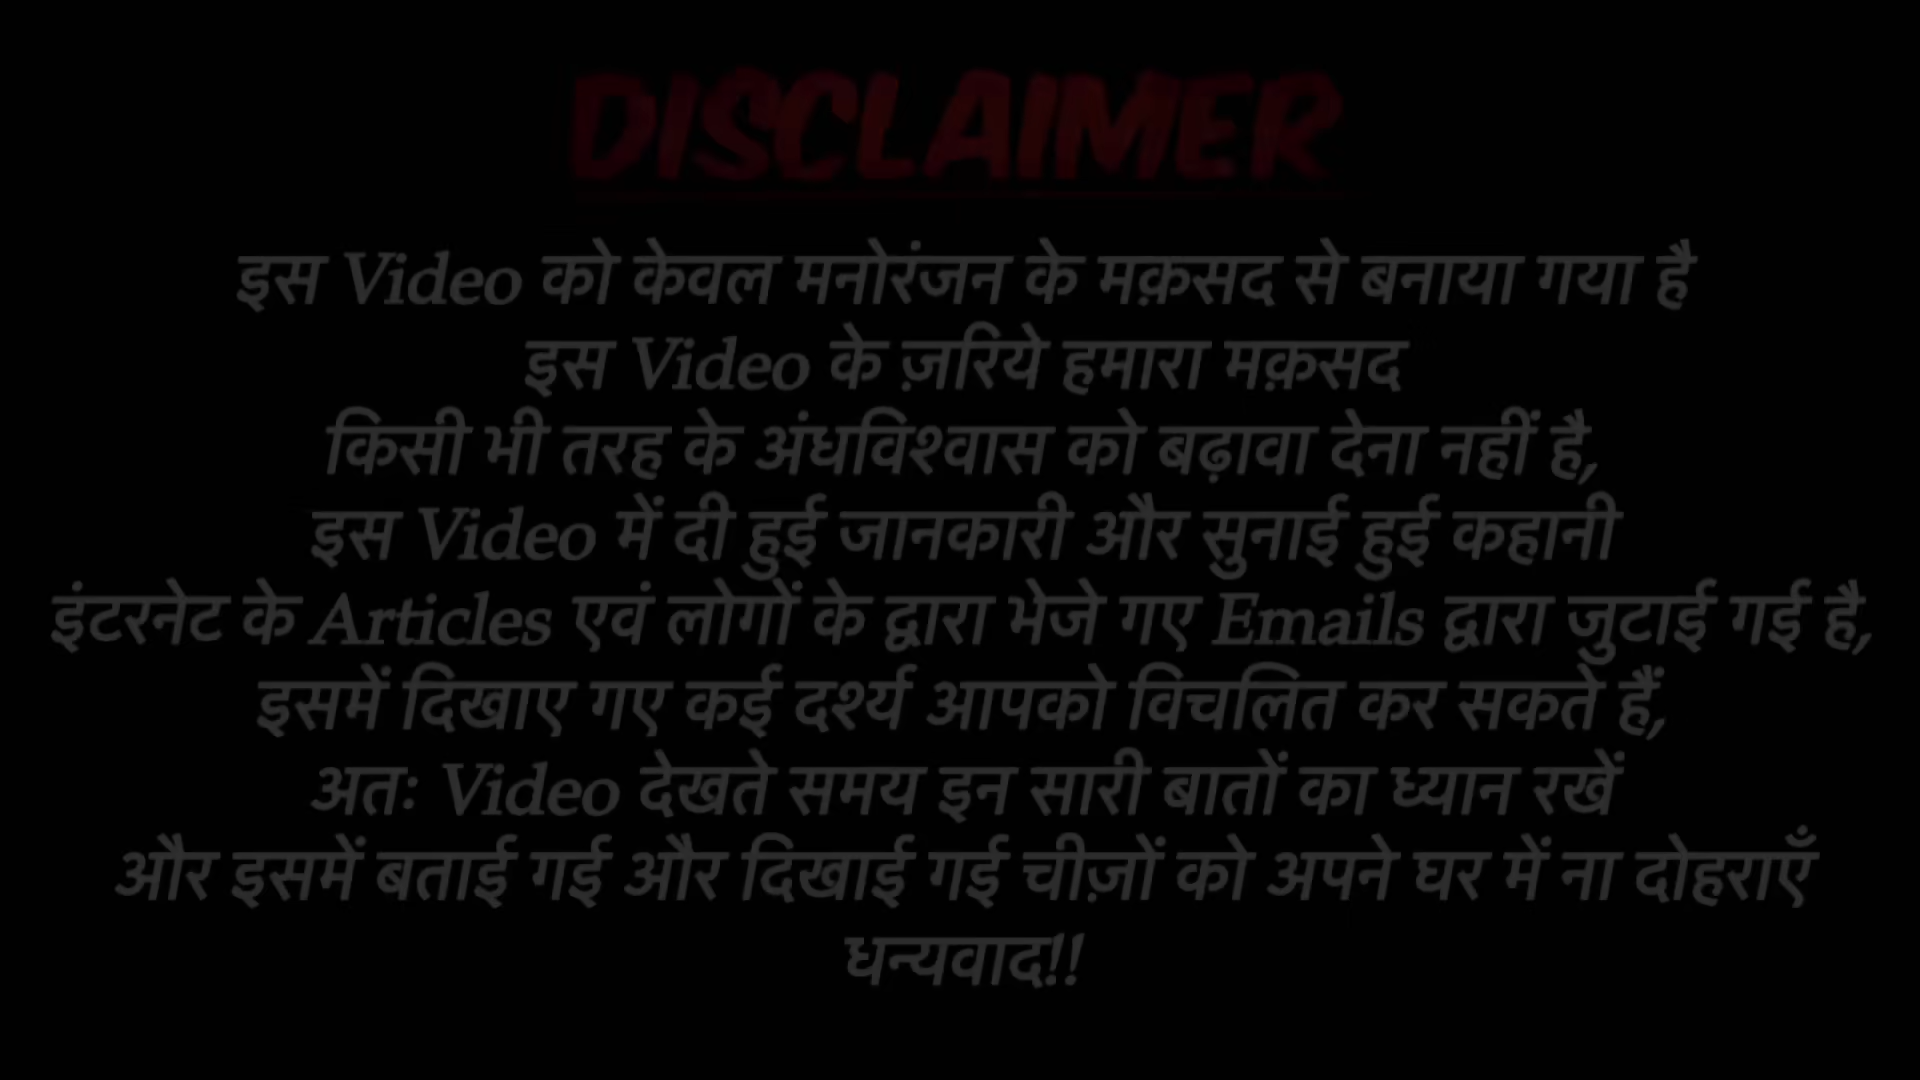 DISCLAIMER
इस Video को केवल मनोरंजन के मक़सद से बनाया गया है
इस Video के ज़रिये हमारा मक़सद
किसी भी तरह के अंधविश्वास को बढ़ावा देना नहीं है,
इस Video में दी हुई जानकारी और सुनाई हुई कहानी
इंटरनेट के Articles एवं लोगों के द्वारा भेजे गए Emails द्वारा जुटाई गई है,
इसमें दिखाए गए कई दर्श्य आपको विचलित कर सकते हैं,
अतः Video देखते समय इन सारी बातों का ध्यान रखें
और इसमें बताई गई और दिखाई गई चीज़ों को अपने घर में ना दोहराएँ
धन्यवाद!!